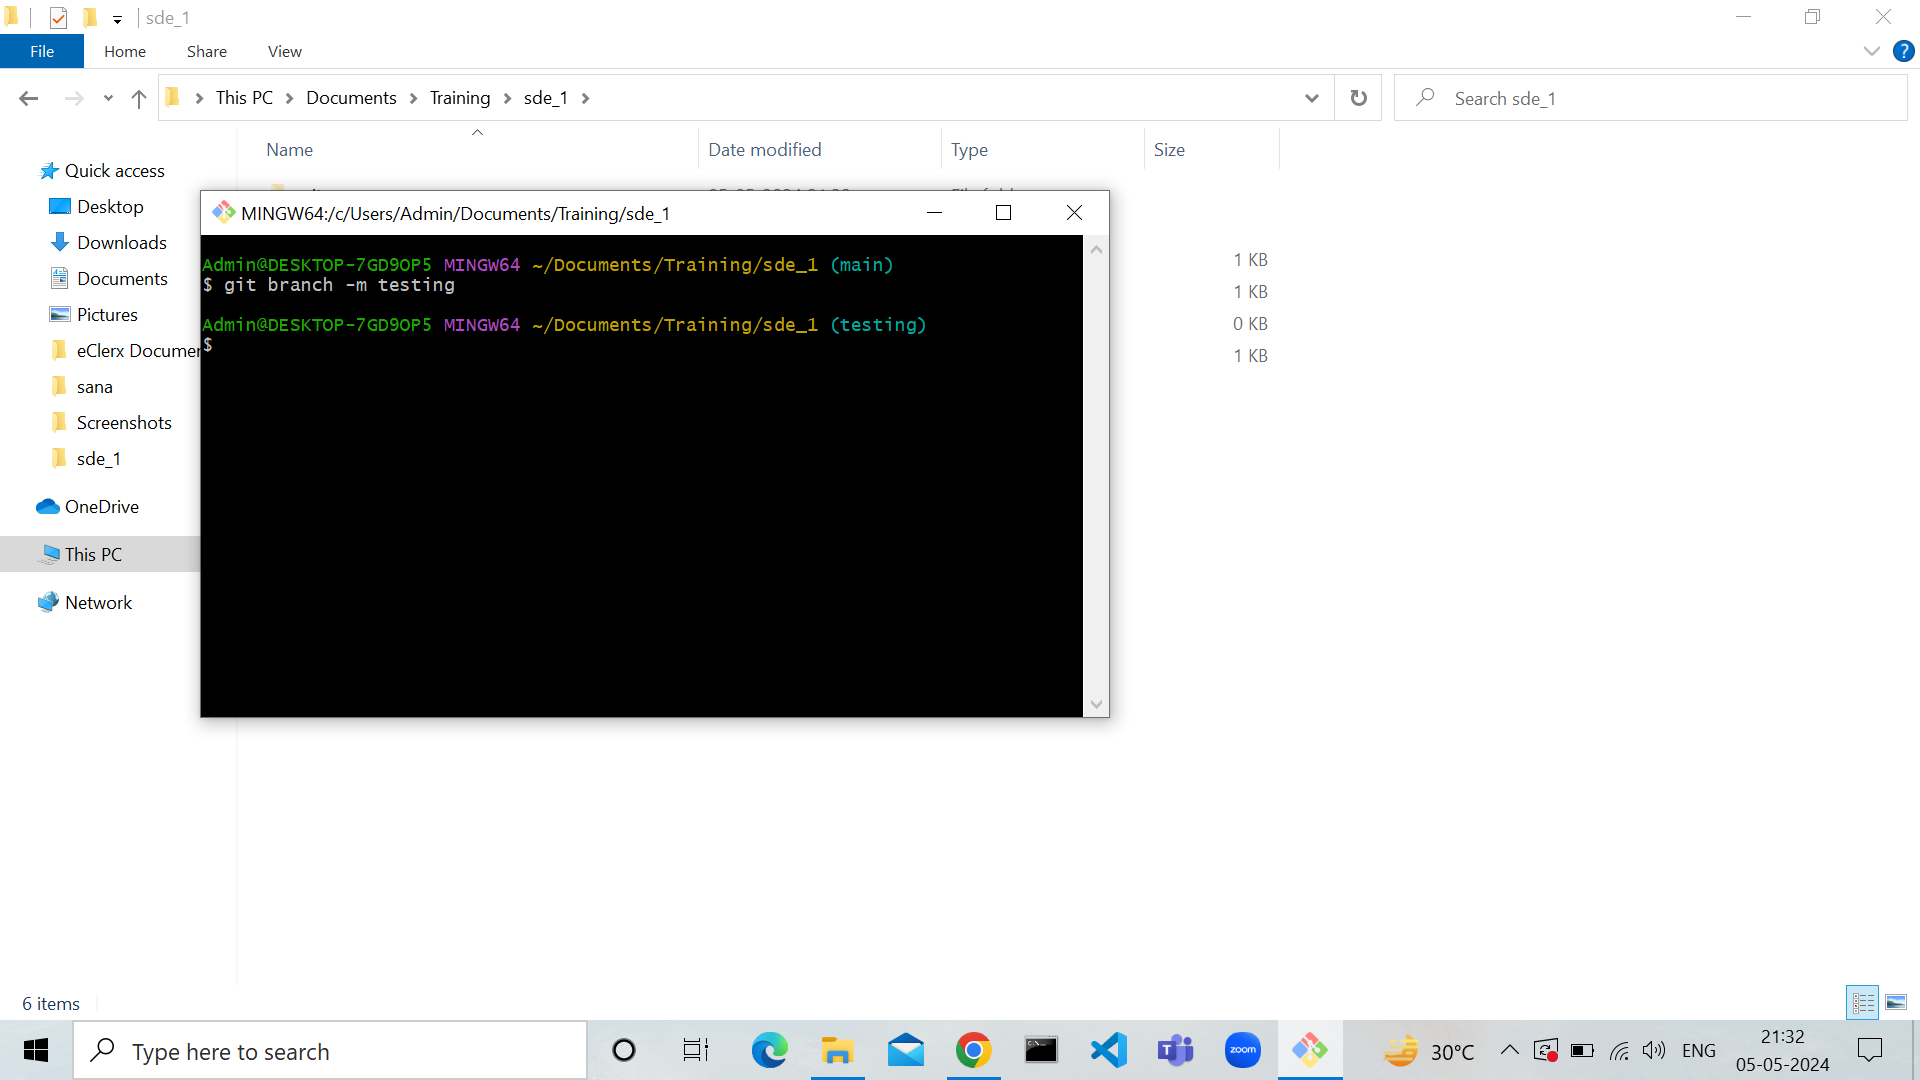 sde_1
File Home Share View
This PC Documents Training sde_1
Search sde_1
Name Date modified Type Size
Quick access
Desktop
Downloads
Documents
Pictures
eClerx Documer
sana
Screenshots
sde_1
OneDrive
This PC
Network
MINGW64:/c/Users/Admin/Documents/Training/sde_1
Admin@DESKTOP-7GD9OP5 MINGW64 ~/Documents/Training/sde_1 (main)
$ git branch -m testing
Admin@DESKTOP-7GD9OP5 MINGW64 ~/Documents/Training/sde_1 (testing)
$
1 KB
1 KB
0 KB
1 KB
6 items
Type here to search
zoom
30°C
ENG
21:32
05-05-2024